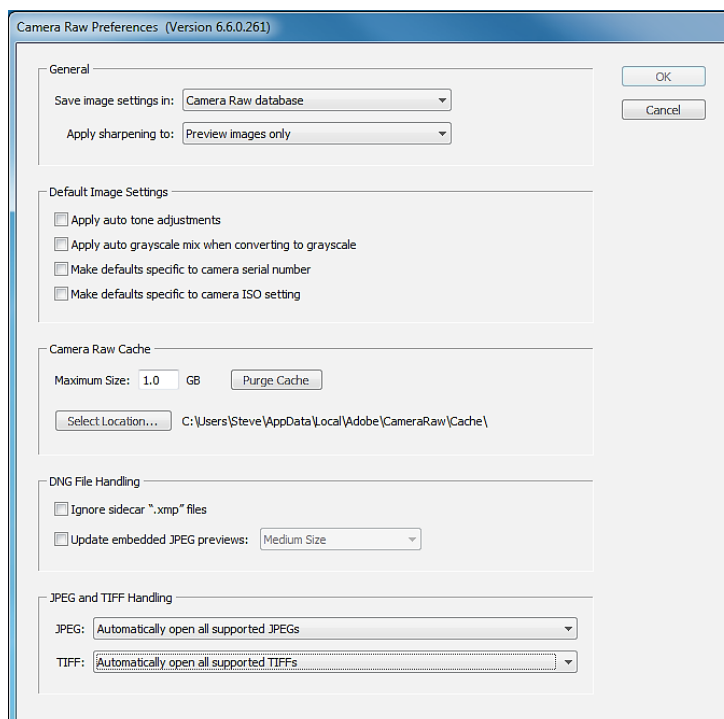 Camera Raw Preferences (Version 6.6.0.261)
General
Save image settings in: Camera Raw database
Apply sharpening to: Preview images only
OK
Cancel
Default Image Settings
Apply auto tone adjustments
Apply auto grayscale mix when converting to grayscale
Make defaults specific to camera serial number
Make defaults specific to camera ISO setting
Camera Raw Cache
Maximum Size: 1.0 GB Purge Cache
Select Location... C:\Users\Steve\AppData\Local\Adobe\CameraRaw\Cache\
DNG File Handling
Ignore sidecar “.xmp” files
Update embedded JPEG previews: Medium Size
JPEG and TIFF Handling
JPEG: Automatically open all supported JPEGs
TIFF: Automatically open all supported TIFFs